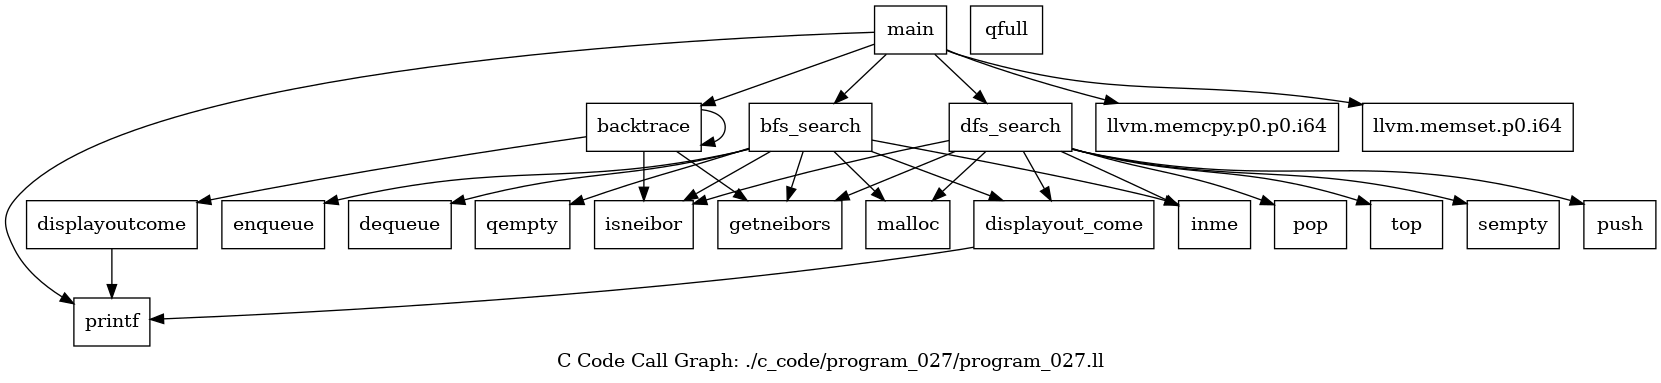 main
qfull
backtrace
bfs_search
dfs_search
llvm.memcpy.p0.p0.i64
llvm.memset.p0.i64
displayoutcome
enqueue
dequeue
qempty
isneibor
getneibors
malloc
displayout_come
inme
pop
top
sempty
push
printf
C Code Call Graph: ./c_code/program_027/program_027.ll